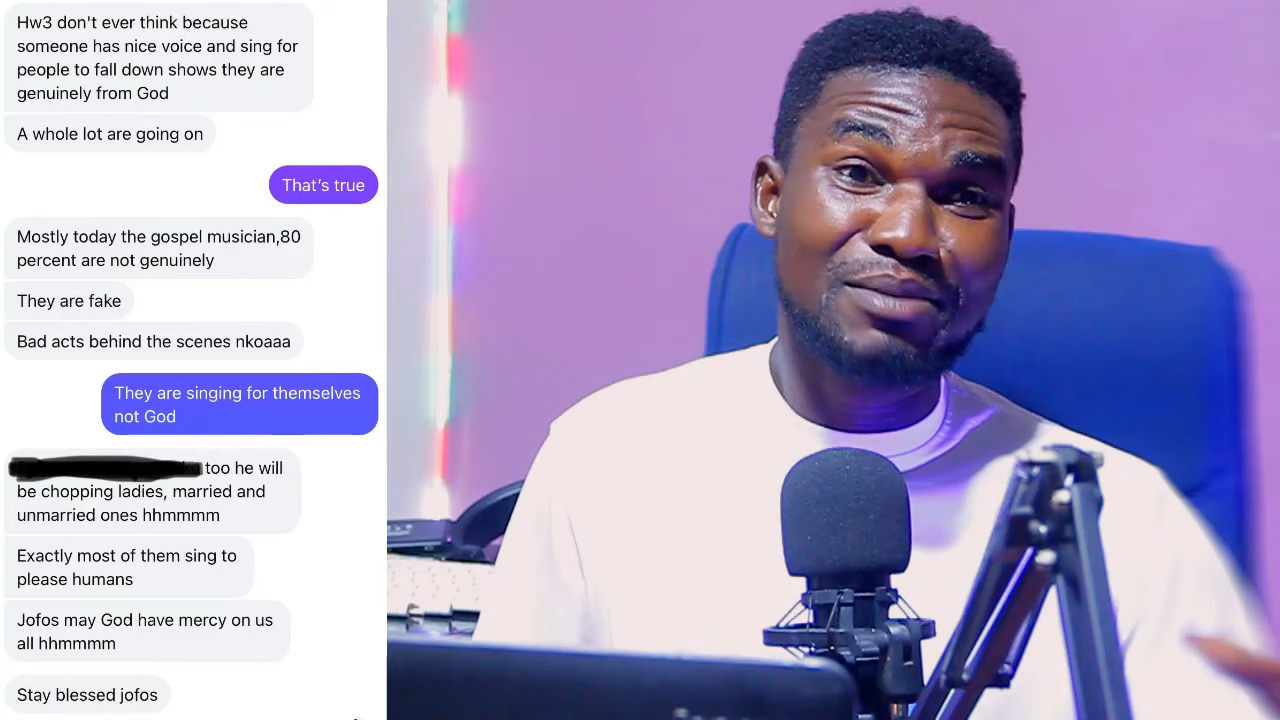 Hw3 don't ever think because
someone has nice voice and sing for
people to fall down shows they are
genuinely from God
A whole lot are going on
That's true
Mostly today the gospel musician,80
percent are not genuinely
They are fake
Bad acts behind the scenes nkoaaa
They are singing for themselves
not God
too he will
be chopping ladies, married and
unmarried ones hhmmmm
Exactly most of them sing to
please humans
Jofos may God have mercy on us
all hhmmmm
Stay blessed jofos